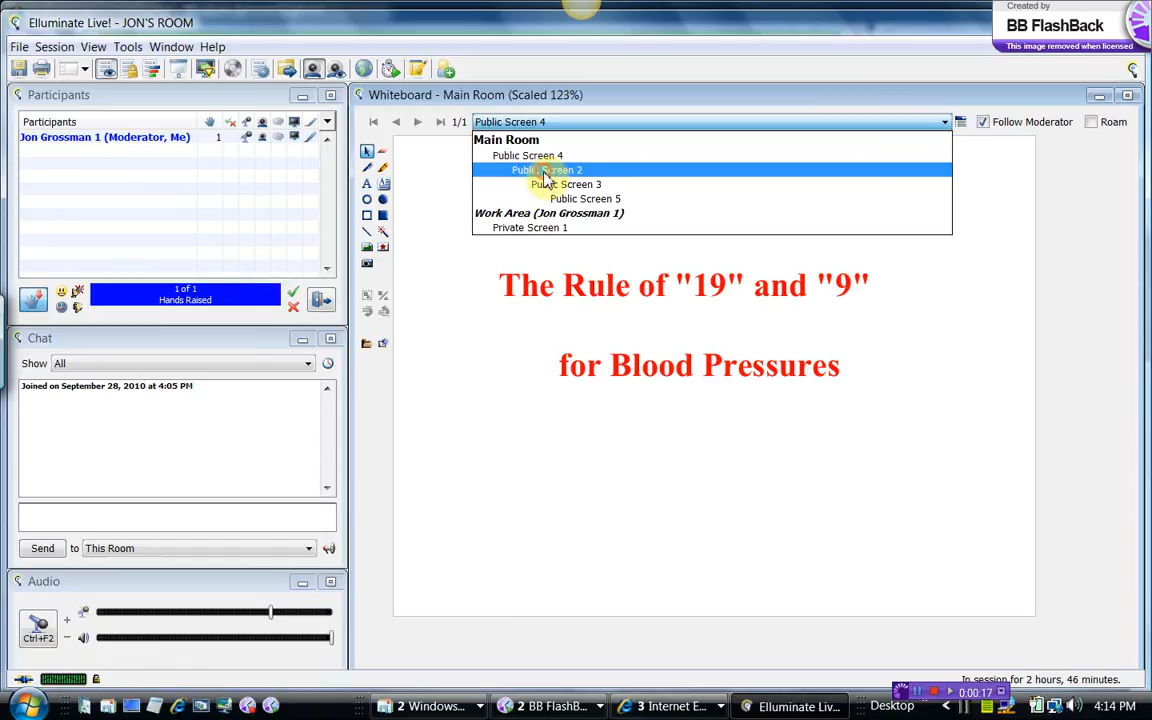 Created by
BB FlashBack
This image removed when licensed
Elluminate Live! - JON'S ROOM
File Session View Tools Window Help
Participants
Participants
Jon Grossman 1 (Moderator, Me) 1
1 of 1
Hands Raised
Chat
Show All
Joined on September 28, 2010 at 4:05 PM
Send to This Room
Audio
Ctrl+F2
Whiteboard - Main Room (Scaled 123%)
1/1 Public Screen 4 Follow Moderator Roam
Main Room
Public Screen 4
Public Screen 2
Public Screen 3
Public Screen 5
Work Area (Jon Grossman 1)
Private Screen 1
The Rule of "19" and "9"
for Blood Pressures
In session for 2 hours, 46 minutes.
0:00:17
2 Windows... 2 BB FlashB... 3 Internet E... Elluminate Liv... Desktop 4:14 PM